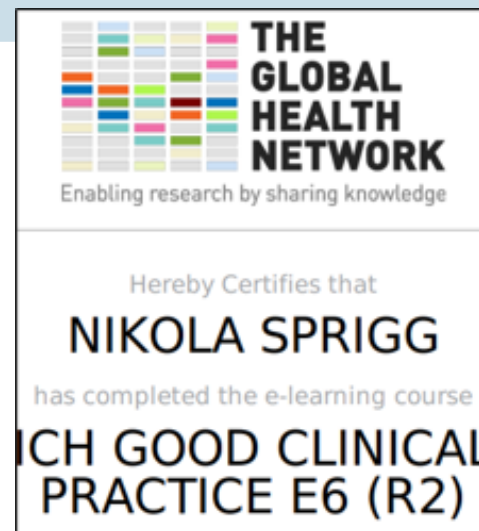 THE
GLOBAL
HEALTH
NETWORK
Enabling research by sharing knowledge
Hereby Certifies that
NIKOLA SPRIGG
has completed the e-learning course
ICH GOOD CLINICAL
PRACTICE E6 (R2)